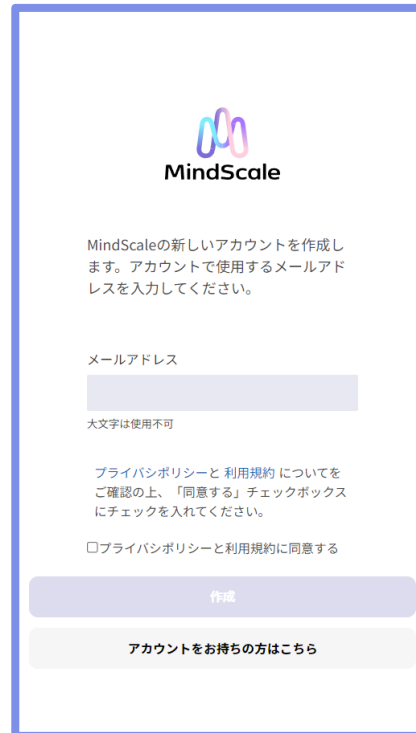 MindScale
MindScaleの新しいアカウントを作成し
ます。アカウントで使用するメールアド
レスを入力してください。
メールアドレス
大文字は使用不可
プライバシポリシーと 利用規約 についてを
ご確認の上、「同意する」チェックボックス
にチェックを入れてください。
プライバシポリシーと利用規約に同意する
作成
アカウントをお持ちの方はこちら